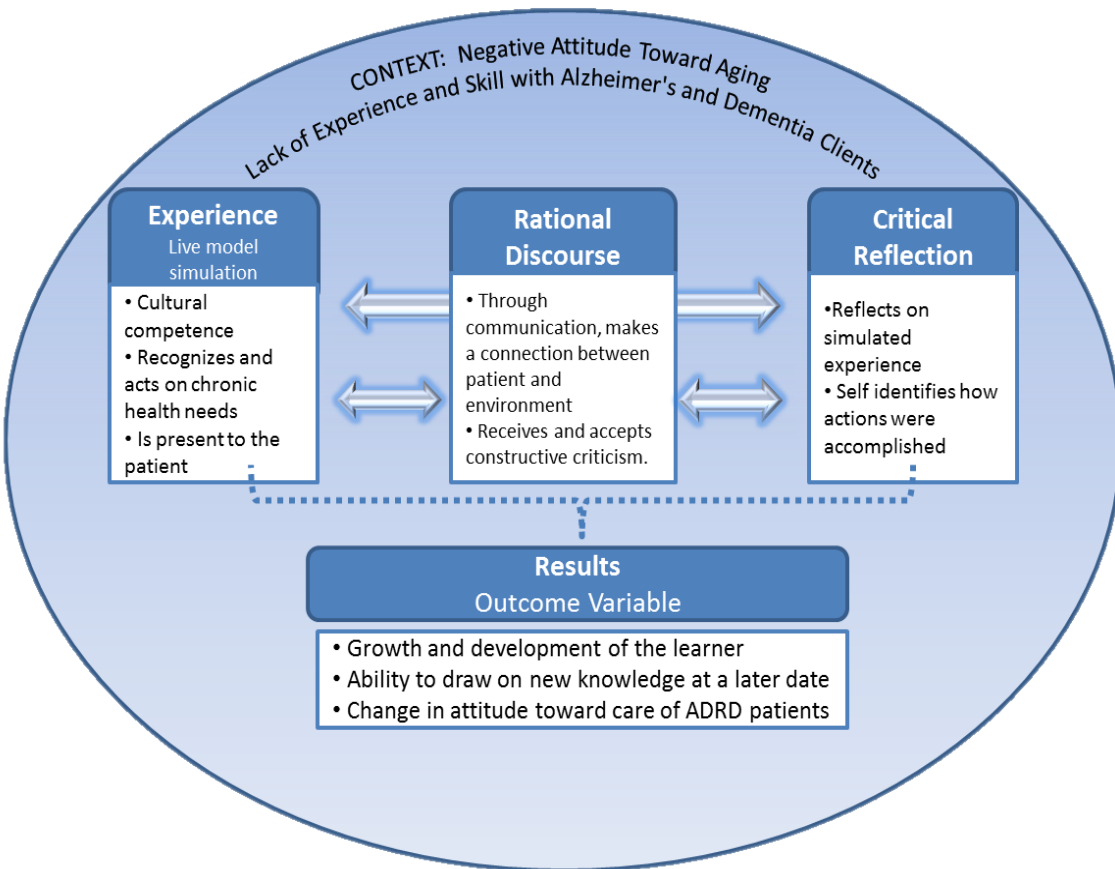 CONTEXT: Negative Attitude Toward Aging
Lack of Experience and Skill with Alzheimer's and Dementia Clients
Experience
Live model
simulation
• Cultural
competence
• Recognizes and
acts on chronic
health needs
• Is present to the
patient
Rational
Discourse
• Through
communication, makes
a connection between
patient and
environment
• Receives and accepts
constructive criticism.
Critical
Reflection
•Reflects on
simulated
experience
• Self identifies how
actions were
accomplished
Results
Outcome Variable
• Growth and development of the learner
• Ability to draw on new knowledge at a later date
• Change in attitude toward care of ADRD patients